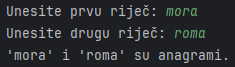 Unesite prvu riječ: mora
Unesite drugu riječ: roma
'mora' i 'roma' su anagrami.